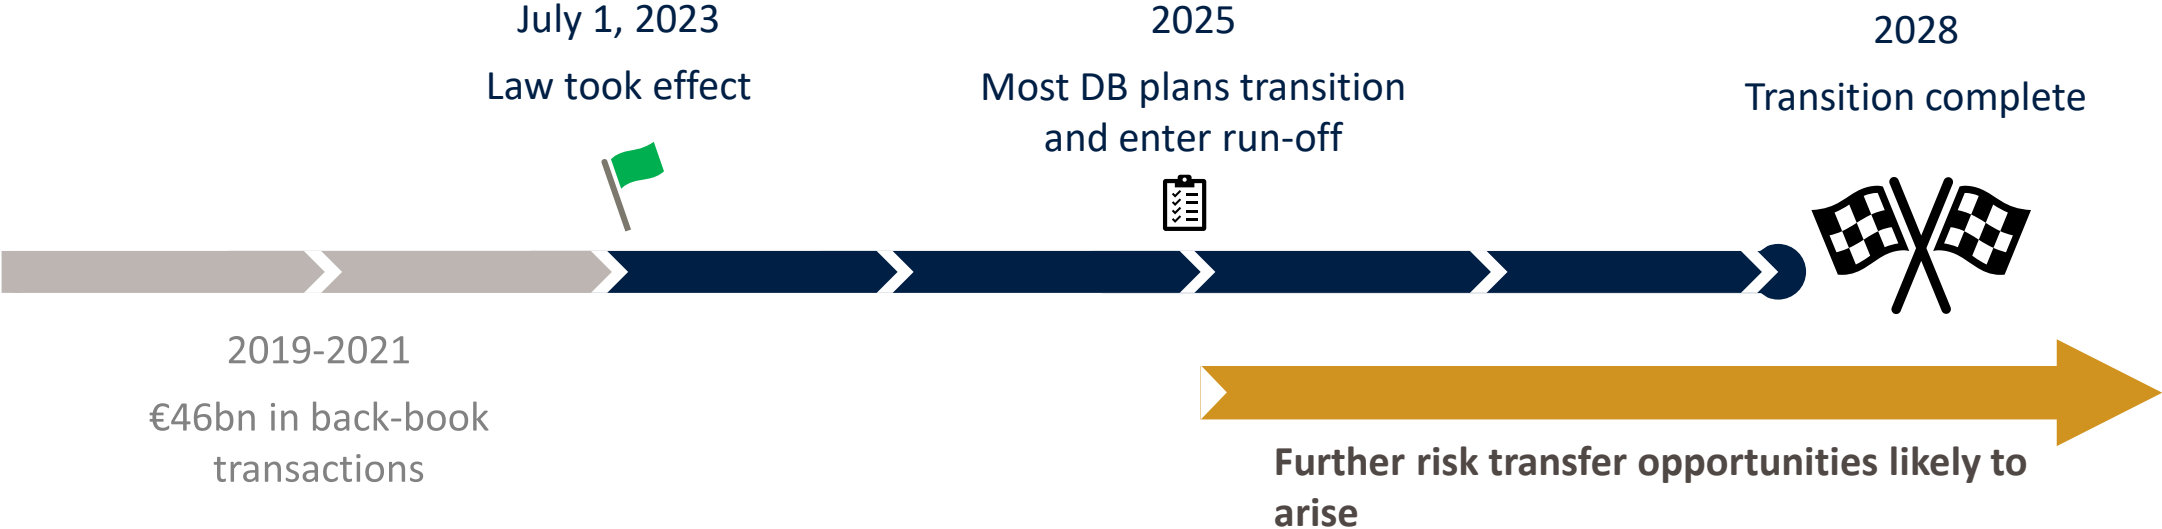 July 1, 2023
Law took effect
2025
Most DB plans transition
and enter run-off
2028
Transition complete
2019-2021
€46bn in back-book
transactions
Further risk transfer opportunities likely to
arise